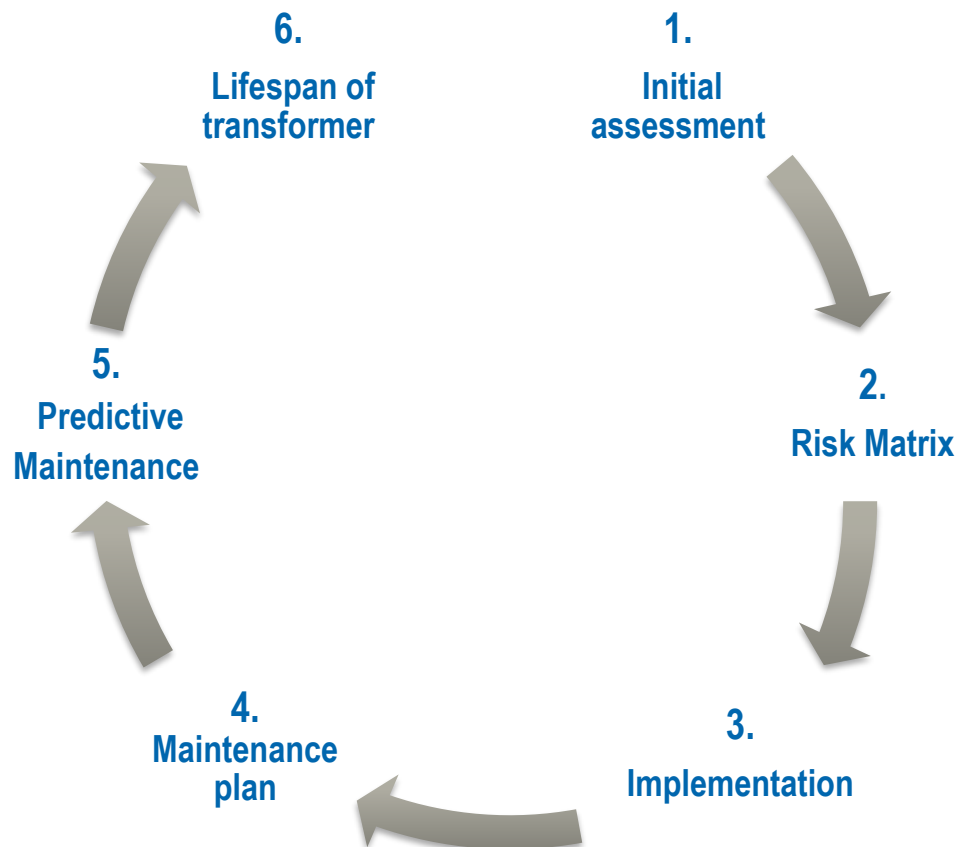 1.
Initial
assessment
2.
Risk Matrix
3.
Implementation
4.
Maintenance
plan
5.
Predictive
Maintenance
6.
Lifespan of
transformer